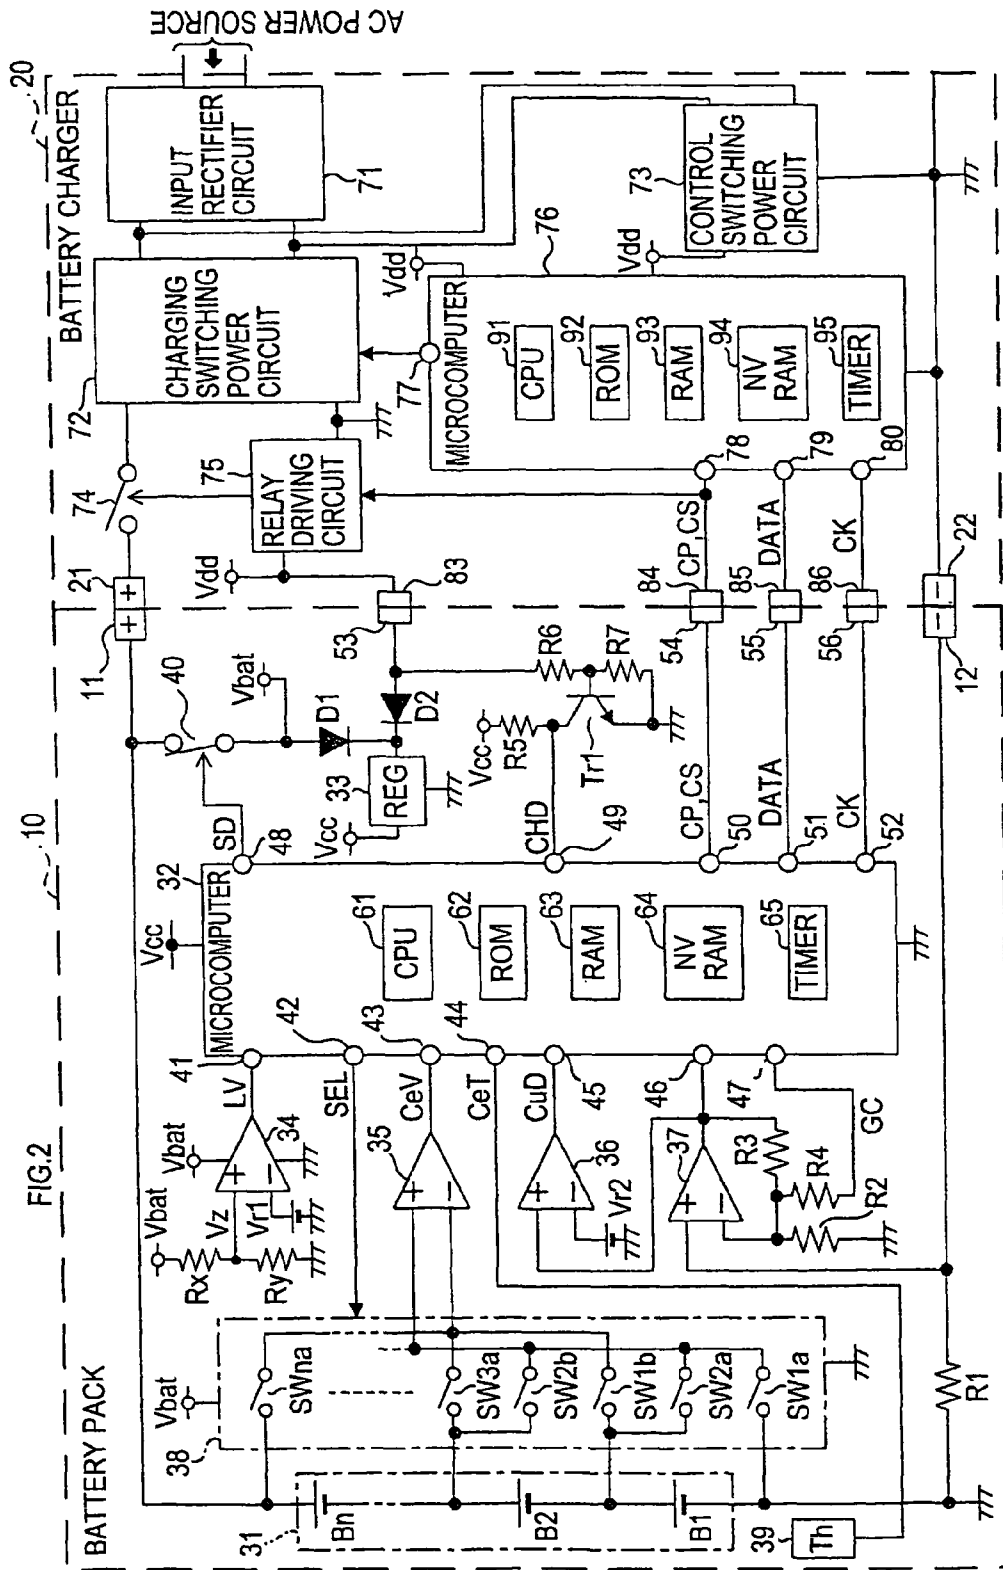 FIG.2
10
20
BATTERY PACK
BATTERY CHARGER
AC POWER SOURCE
INPUT
RECTIFIER
CIRCUIT
71
72
CHARGING
SWITCHING
POWER
CIRCUIT
74
75
RELAY
DRIVING
CIRCUIT
Vdd
Vdd
Vdd
73
CONTROL
SWITCHING
POWER
CIRCUIT
76
77
MICROCOMPUTER
91
CPU
92
ROM
93
RAM
94
NV
RAM
95
TIMER
78
79
80
CP,CS
DATA
CK
11
+
+
21
53
83
54
84
55
85
56
86
12
−
−
22
40
Vbat
D1
D2
33
REG
Vcc
Vcc
R5
R6
R7
Tr1
SD
48
CHD
49
CP,CS
50
DATA
51
CK
52
Vcc
32
MICROCOMPUTER
61
CPU
62
ROM
63
RAM
64
NV
RAM
65
TIMER
41
LV
42
SEL
43
CeV
44
CeT
45
CuD
46
47
GC
Vbat
Vbat
Rx
Ry
Vz
Vr1
+
−
34
35
+
−
36
+
−
Vr2
37
+
−
R3
R4
R2
R1
Vbat
38
SWna
SW3a
SW2b
SW1b
SW2a
SW1a
31
Bn
B2
B1
39
Th